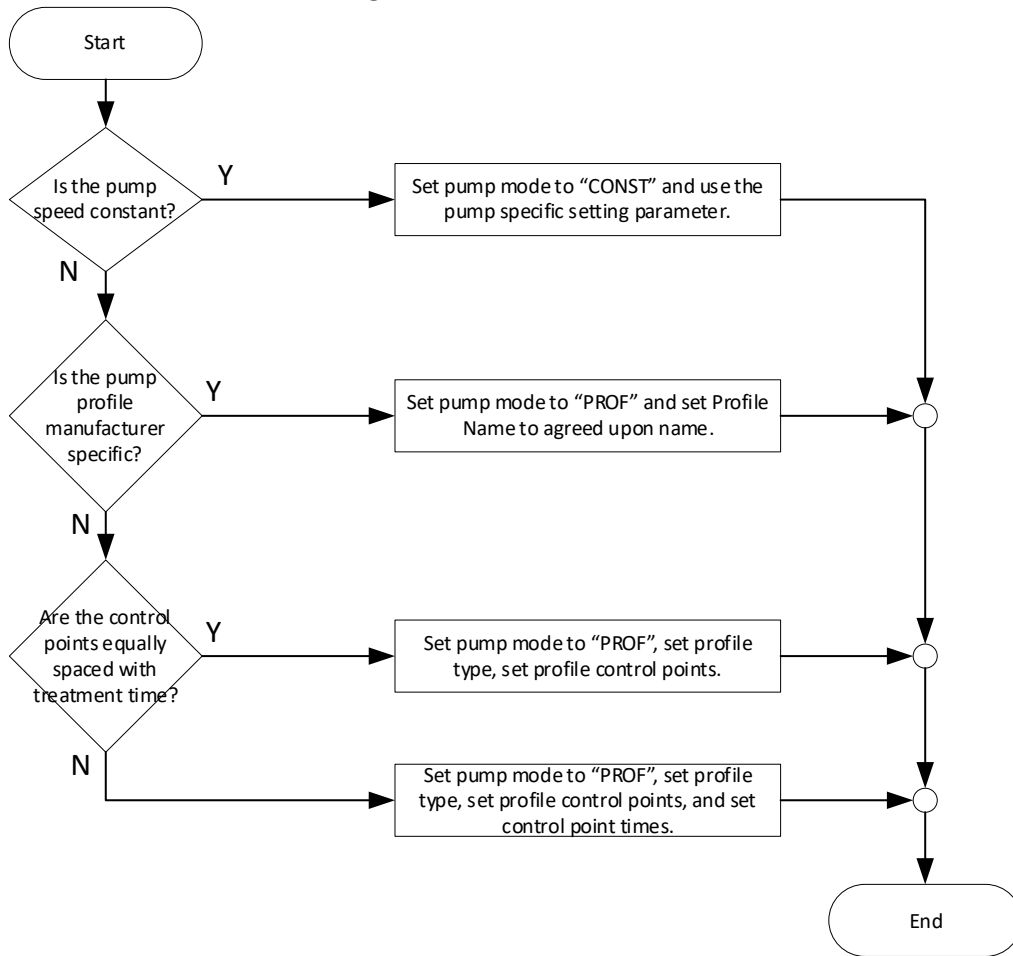 Start
Is the pump
speed constant?
Y
Set pump mode to “CONST” and use the
pump specific setting parameter.
N
Is the pump
profile
manufacturer
specific?
Y
Set pump mode to “PROF” and set Profile
Name to agreed upon name.
N
Are the control
points equally
spaced with
treatment time?
Y
Set pump mode to “PROF”, set profile
type, set profile control points.
N
Set pump mode to “PROF”, set profile
type, set profile control points, and set
control point times.
End